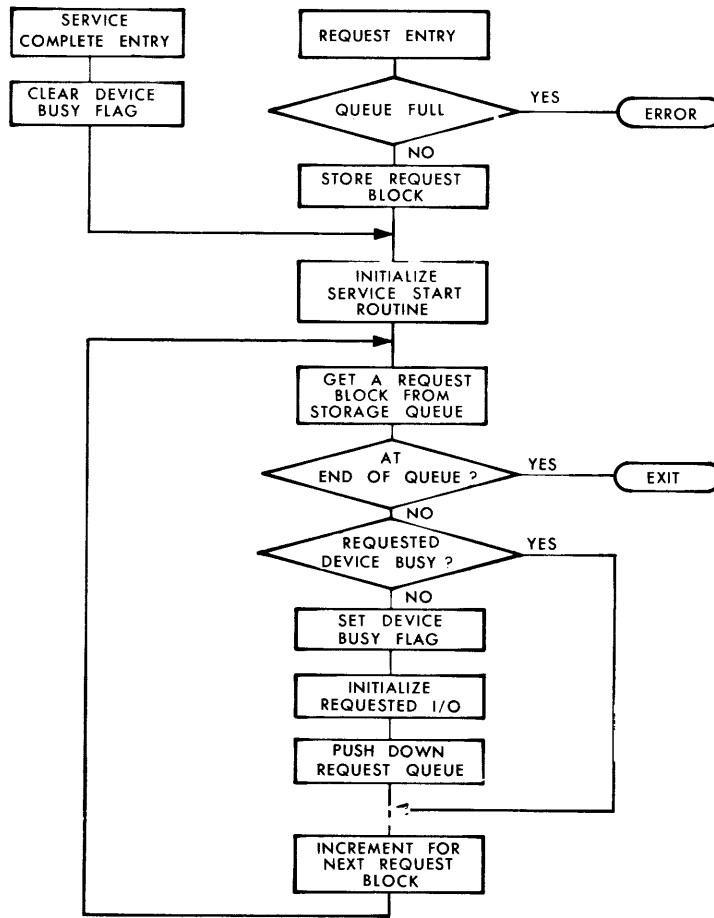 SERVICE
COMPLETE ENTRY
CLEAR DEVICE
BUSY FLAG
REQUEST ENTRY
QUEUE FULL
YES
ERROR
NO
STORE REQUEST
BLOCK
INITIALIZE
SERVICE START
ROUTINE
GET A REQUEST
BLOCK FROM
STORAGE QUEUE
AT
END OF QUEUE ?
YES
EXIT
NO
REQUESTED
DEVICE BUSY ?
YES
NO
SET DEVICE
BUSY FLAG
INITIALIZE
REQUESTED I/O
PUSH DOWN
REQUEST QUEUE
INCREMENT FOR
NEXT REQUEST
BLOCK